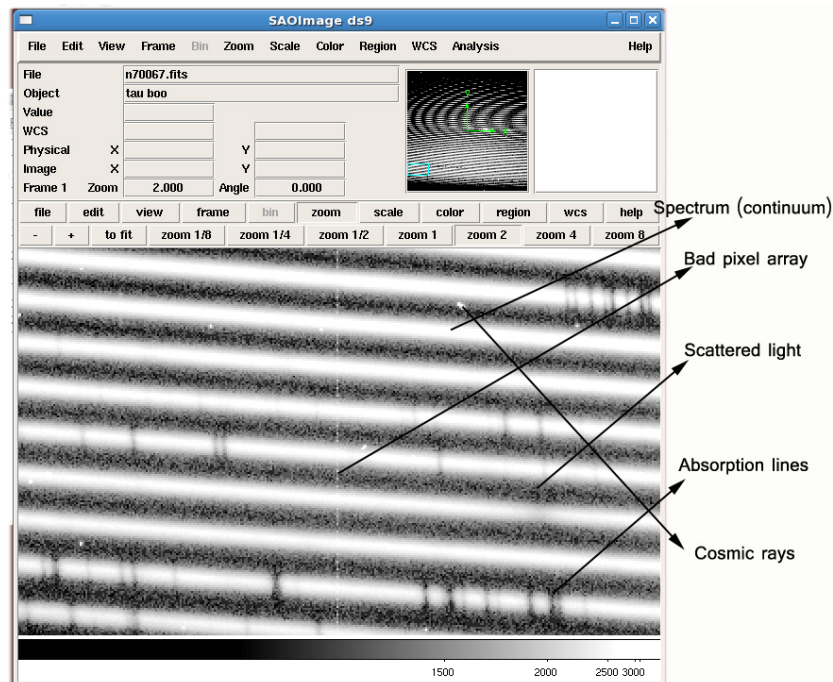 SAOImage ds9
File Edit View Frame Bin Zoom Scale Color Region WCS Analysis Help
File n70067.fits
Object tau boo
Value
WCS
Physical X Y
Image X Y
Frame 1 Zoom 2.000 Angle 0.000
file edit view frame bin zoom scale color region wcs help
- + to fit zoom 1/8 zoom 1/4 zoom 1/2 zoom 1 zoom 2 zoom 4 zoom 8
Spectrum (continuum)
Bad pixel array
Scattered light
Absorption lines
Cosmic rays
1500 2000 2500 3000